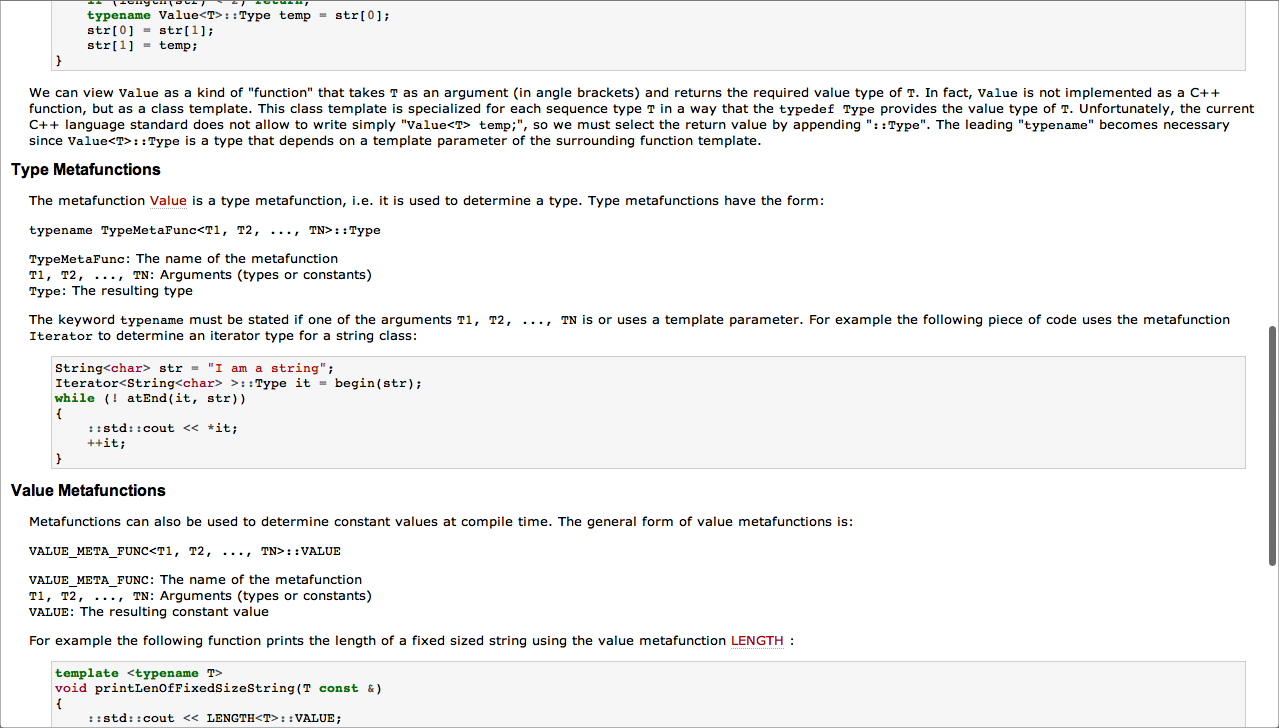 if (length(str) < 2) return;
typename Value<T>::Type temp = str[0];
str[0] = str[1];
str[1] = temp;
}
We can view Value as a kind of "function" that takes T as an argument (in angle brackets) and returns the required value type of T. In fact, Value is not implemented as a C++
function, but as a class template. This class template is specialized for each sequence type T in a way that the typedef Type provides the value type of T. Unfortunately, the current
C++ language standard does not allow to write simply "Value<T> temp;", so we must select the return value by appending "::Type". The leading "typename" becomes necessary
since Value<T>::Type is a type that depends on a template parameter of the surrounding function template.
Type Metafunctions
The metafunction Value is a type metafunction, i.e. it is used to determine a type. Type metafunctions have the form:
typename TypeMetaFunc<T1, T2, ..., TN>::Type
TypeMetaFunc: The name of the metafunction
T1, T2, ..., TN: Arguments (types or constants)
Type: The resulting type
The keyword typename must be stated if one of the arguments T1, T2, ..., TN is or uses a template parameter. For example the following piece of code uses the metafunction
Iterator to determine an iterator type for a string class:
String<char> str = "I am a string";
Iterator<String<char> >::Type it = begin(str);
while (! atEnd(it, str))
{
::std::cout << *it;
++it;
}
Value Metafunctions
Metafunctions can also be used to determine constant values at compile time. The general form of value metafunctions is:
VALUE_META_FUNC<T1, T2, ..., TN>::VALUE
VALUE_META_FUNC: The name of the metafunction
T1, T2, ..., TN: Arguments (types or constants)
VALUE: The resulting constant value
For example the following function prints the length of a fixed sized string using the value metafunction LENGTH :
template <typename T>
void printLenOfFixedSizeString(T const &)
{
::std::cout << LENGTH<T>::VALUE;